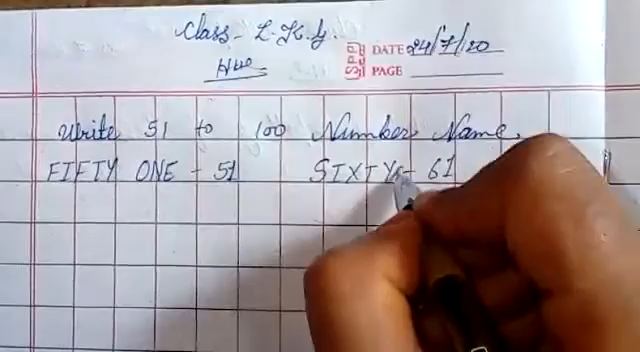 Class - L.K.G.
H.W
DATE 24/7/20
PAGE
Write 51 to 100 Number Name.
FIFTY ONE - 51 SIXTY - 61